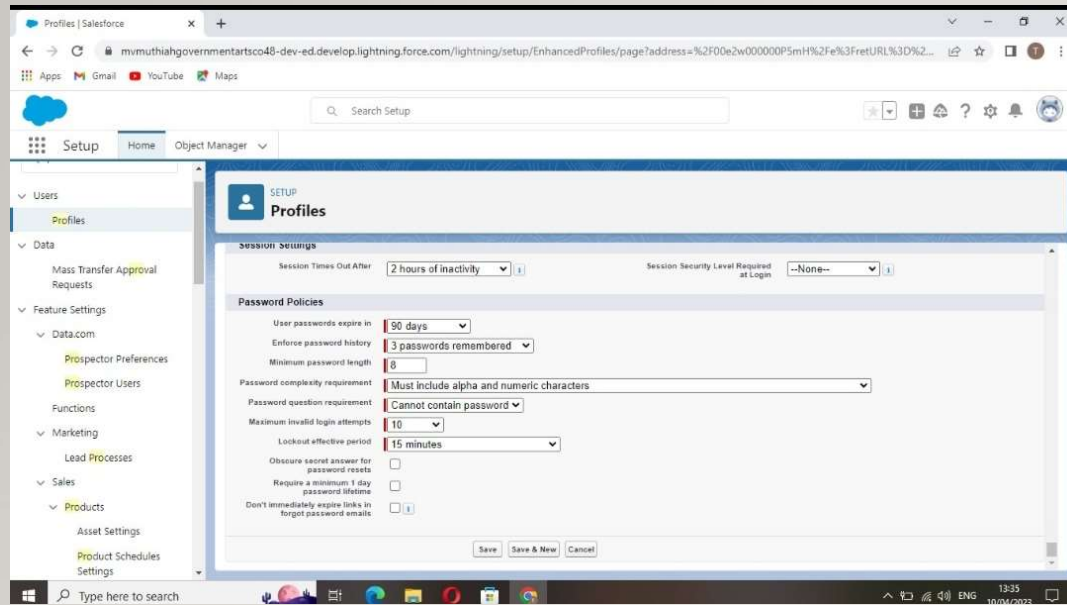 Profiles | Salesforce
mvmuthiahgovernmentartsco48-dev-ed.develop.lightning.force.com/lightning/setup/EnhancedProfiles/page?address=%2F00e2w000000P5mH%2Fe%3FretURL%3D%2...
T
Apps Gmail YouTube Maps
Search Setup
Setup Home Object Manager
Users
Profiles
Data
Mass Transfer Approval
Requests
Feature Settings
Data.com
Prospector Preferences
Prospector Users
Functions
Marketing
Lead Processes
Sales
Products
Asset Settings
Product Schedules
Settings
SETUP
Profiles
Session Settings
Session Times Out After 2 hours of inactivity i Session Security Level Required
at Login --None-- i
Password Policies
User passwords expire in 90 days
Enforce password history 3 passwords remembered
Minimum password length 8
Password complexity requirement Must include alpha and numeric characters
Password question requirement Cannot contain password
Maximum invalid login attempts 10
Lockout effective period 15 minutes
Obscure secret answer for
password resets
Require a minimum 1 day
password lifetime
Don't immediately expire links in
forgot password emails i
Save Save & New Cancel
Type here to search
ENG
13:35
10/04/2023